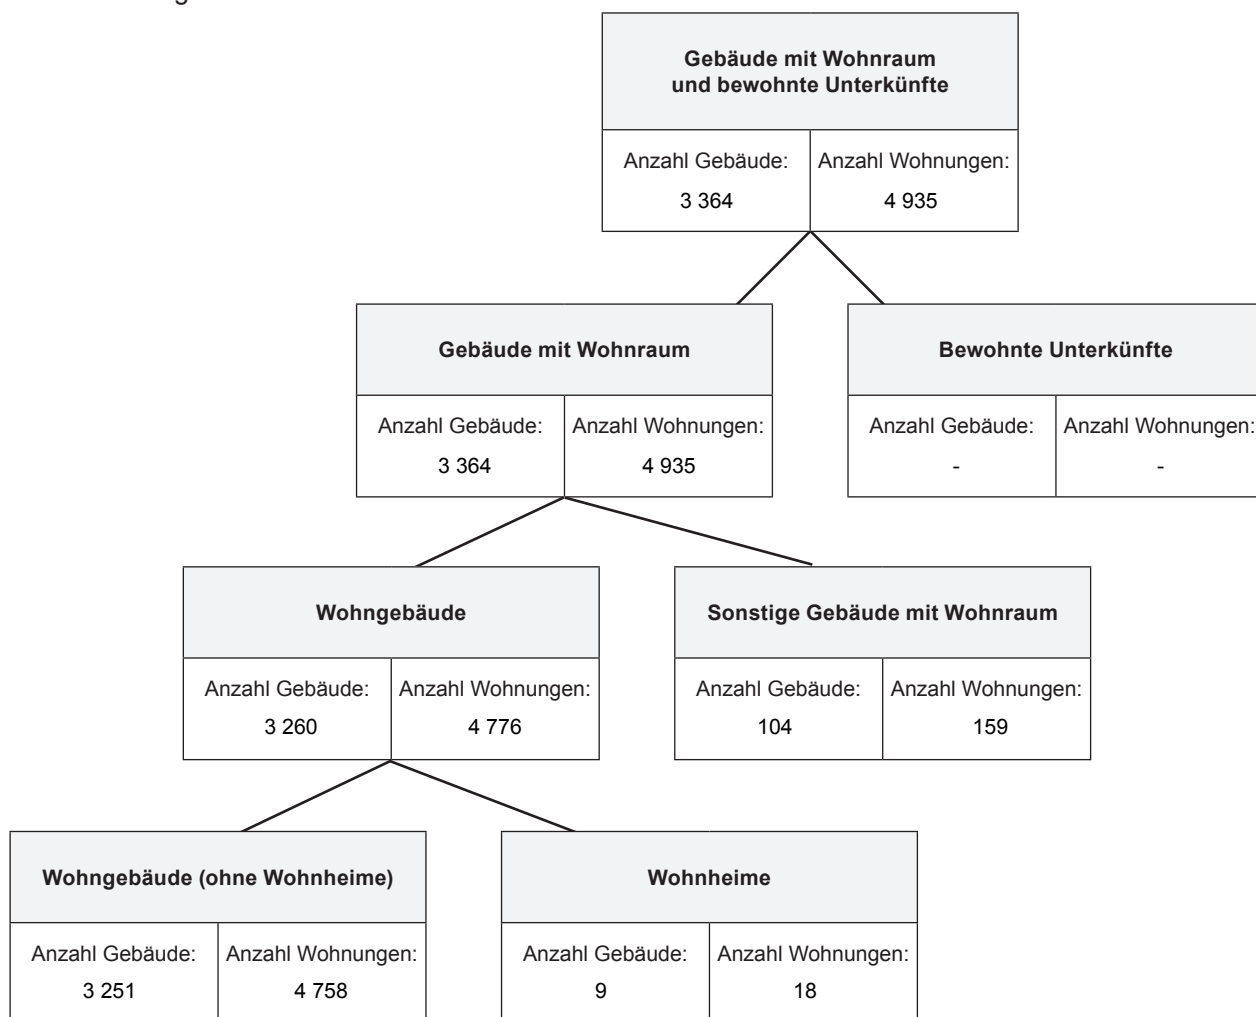 Gebäude mit Wohnraum
und bewohnte Unterkünfte
Anzahl Gebäude: Anzahl Wohnungen:
3 364 4 935
Gebäude mit Wohnraum Bewohnte Unterkünfte
Anzahl Gebäude: Anzahl Wohnungen: Anzahl Gebäude: Anzahl Wohnungen:
3 364 4 935 - -
Wohngebäude Sonstige Gebäude mit Wohnraum
Anzahl Gebäude: Anzahl Wohnungen: Anzahl Gebäude: Anzahl Wohnungen:
3 260 4 776 104 159
Wohngebäude (ohne Wohnheime) Wohnheime
Anzahl Gebäude: Anzahl Wohnungen: Anzahl Gebäude: Anzahl Wohnungen:
3 251 4 758 9 18